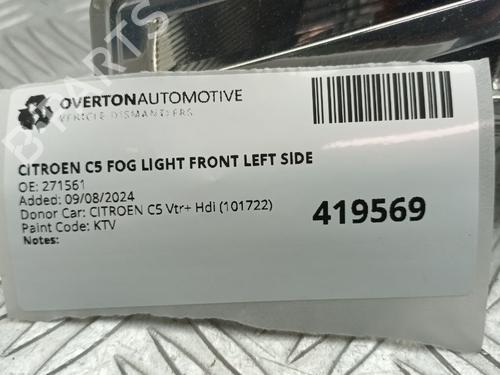 OVERTONAUTOMOTIVE
VEHICLE DISMANTLERS
CITROEN C5 FOG LIGHT FRONT LEFT SIDE
OE: 271561
Added: 09/08/2024
Donor Car: CITROEN C5 Vtr+ Hdi (101722)
Paint Code: KTV
Notes:
419569